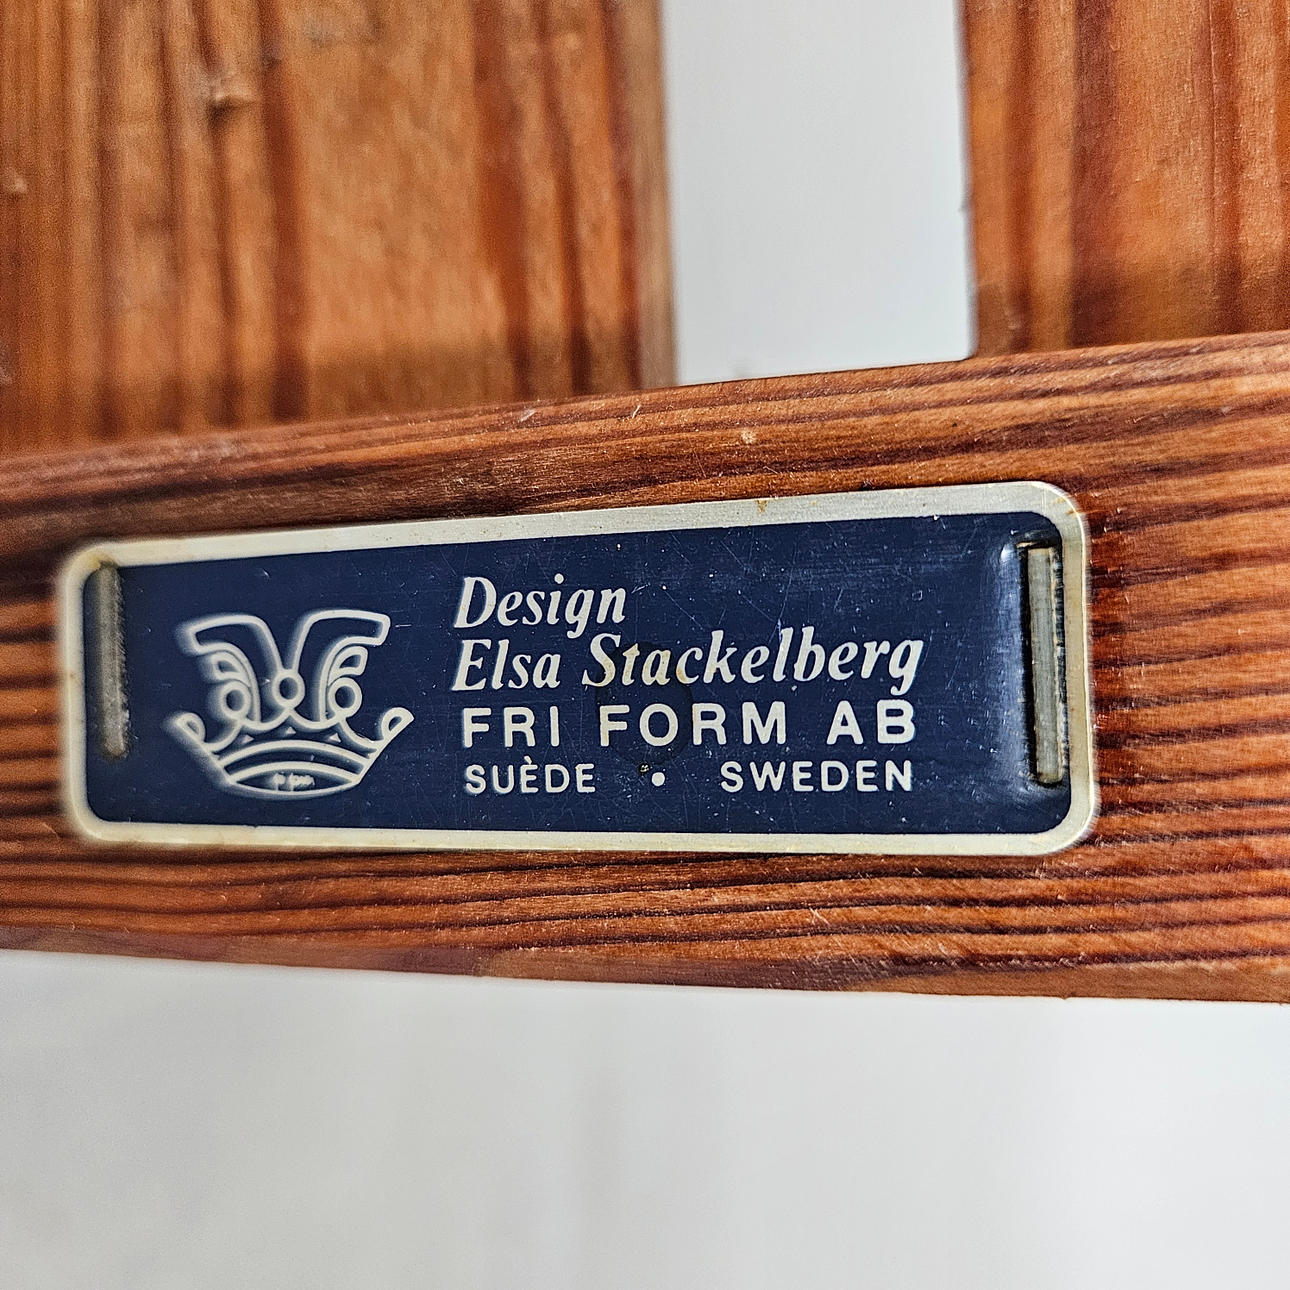 Design
Elsa Stackelberg
FRI FORM AB
SUÈDE • SWEDEN